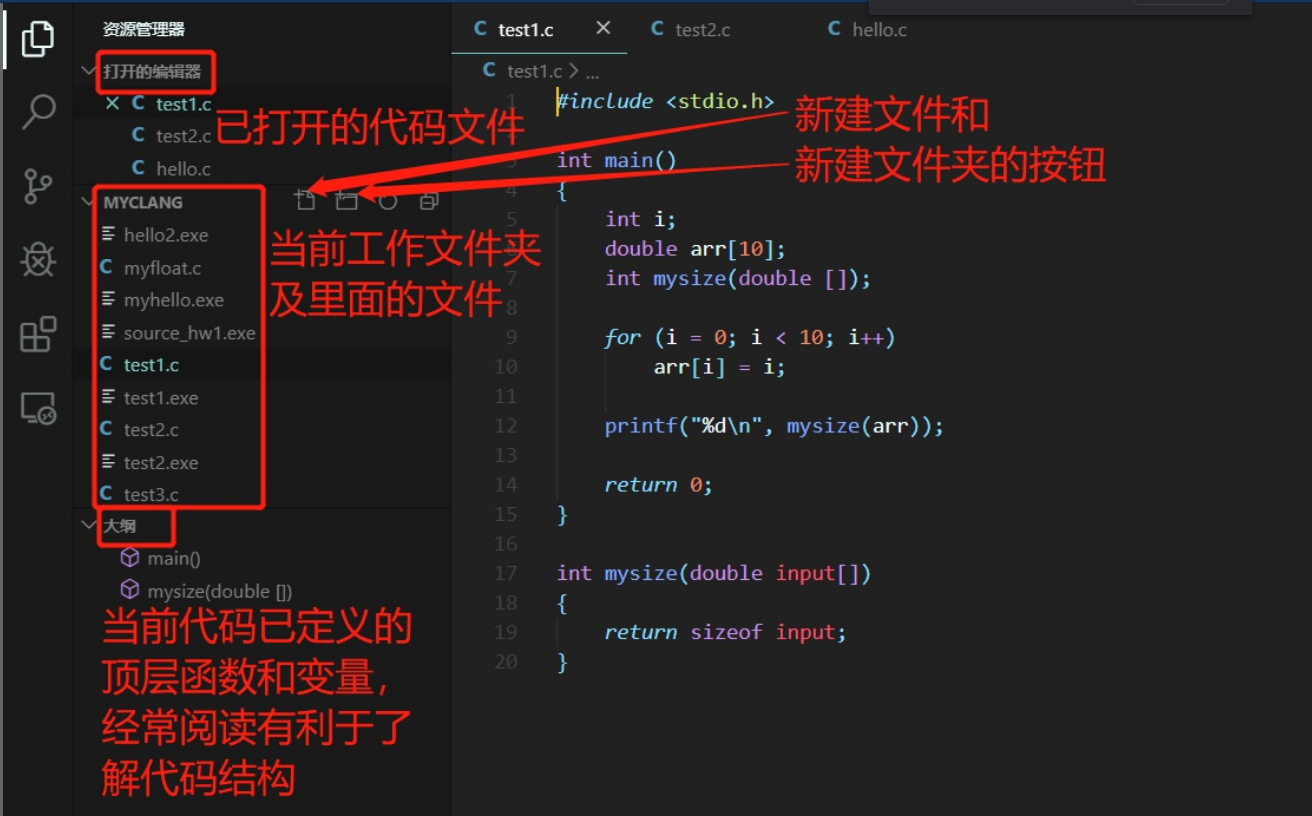 资源管理器
打开的编辑器
test1.c
test2.c
hello.c
已打开的代码文件
MYCLANG
hello2.exe
myfloat.c
myhello.exe
source_hw1.exe
test1.c
test1.exe
test2.c
test2.exe
test3.c
当前工作文件夹
及里面的文件
大纲
main()
mysize(double [])
当前代码已定义的
顶层函数和变量，
经常阅读有利于了
解代码结构
test1.c
test2.c
hello.c
test1.c > ...
新建文件和
新建文件夹的按钮
1 #include <stdio.h>
3 int main()
4 {
5 int i;
6 double arr[10];
7 int mysize(double []);
8
9 for (i = 0; i < 10; i++)
10 arr[i] = i;
11
12 printf("%d\n", mysize(arr));
13
14 return 0;
15 }
16
17 int mysize(double input[])
18 {
19 return sizeof input;
20 }